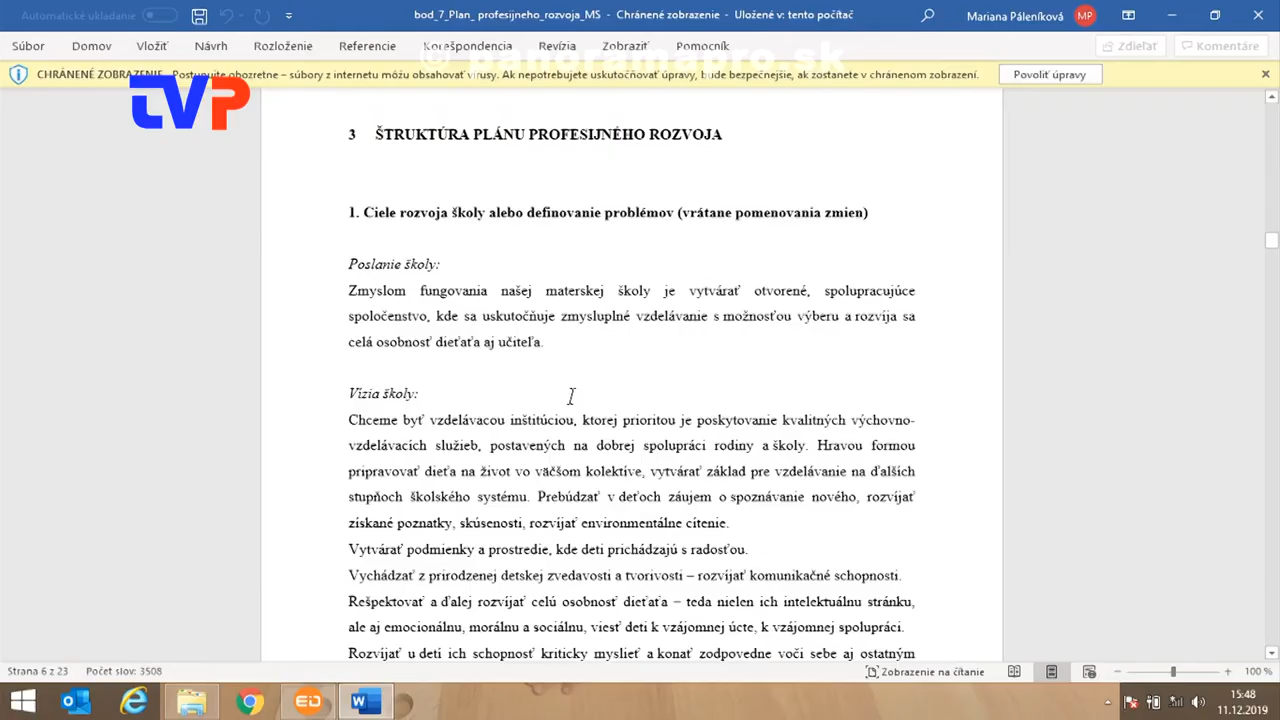 Automatické ukladanie
bod_7_Plan_ profesijneho_rozvoja_MS - Chránené zobrazenie - Uložené v: tento počítač
Mariana Páleníková MP
Súbor Domov Vložiť Návrh Rozloženie Referencie Korešpondencia Revízia Zobraziť Pomocník Zdieľať Komentáre
© panoramapro.sk
CHRÁNENÉ ZOBRAZENIE Postupujte obozretne – súbory z internetu môžu obsahovať vírusy. Ak nepotrebujete uskutočňovať úpravy, bude bezpečnejšie, ak zostanete v chránenom zobrazení. Povoliť úpravy
TVP
3 ŠTRUKTÚRA PLÁNU PROFESIJNÉHO ROZVOJA
1. Ciele rozvoja školy alebo definovanie problémov (vrátane pomenovania zmien)
Poslanie školy:
Zmyslom fungovania našej materskej školy je vytvárať otvorené, spolupracujúce
spoločenstvo, kde sa uskutočňuje zmysluplné vzdelávanie s možnosťou výberu a rozvíja sa
celá osobnosť dieťaťa aj učiteľa.
Vízia školy:
Chceme byť vzdelávacou inštitúciou, ktorej prioritou je poskytovanie kvalitných výchovno-
vzdelávacích služieb, postavených na dobrej spolupráci rodiny a školy. Hravou formou
pripravovať dieťa na život vo väčšom kolektíve, vytvárať základ pre vzdelávanie na ďalších
stupňoch školského systému. Prebúdzať v deťoch záujem o spoznávanie nového, rozvíjať
získané poznatky, skúsenosti, rozvíjať environmentálne cítenie.
Vytvárať podmienky a prostredie, kde deti prichádzajú s radosťou.
Vychádzať z prirodzenej detskej zvedavosti a tvorivosti – rozvíjať komunikačné schopnosti.
Rešpektovať a ďalej rozvíjať celú osobnosť dieťaťa – teda nielen ich intelektuálnu stránku,
ale aj emocionálnu, morálnu a sociálnu, viesť deti k vzájomnej úcte, k vzájomnej spolupráci.
Rozvíjať u detí ich schopnosť kriticky myslieť a konať zodpovedne voči sebe aj ostatným
Strana 6 z 23 Počet slov: 3508 Zobrazenie na čítanie 100 %
15:48
11.12.2019